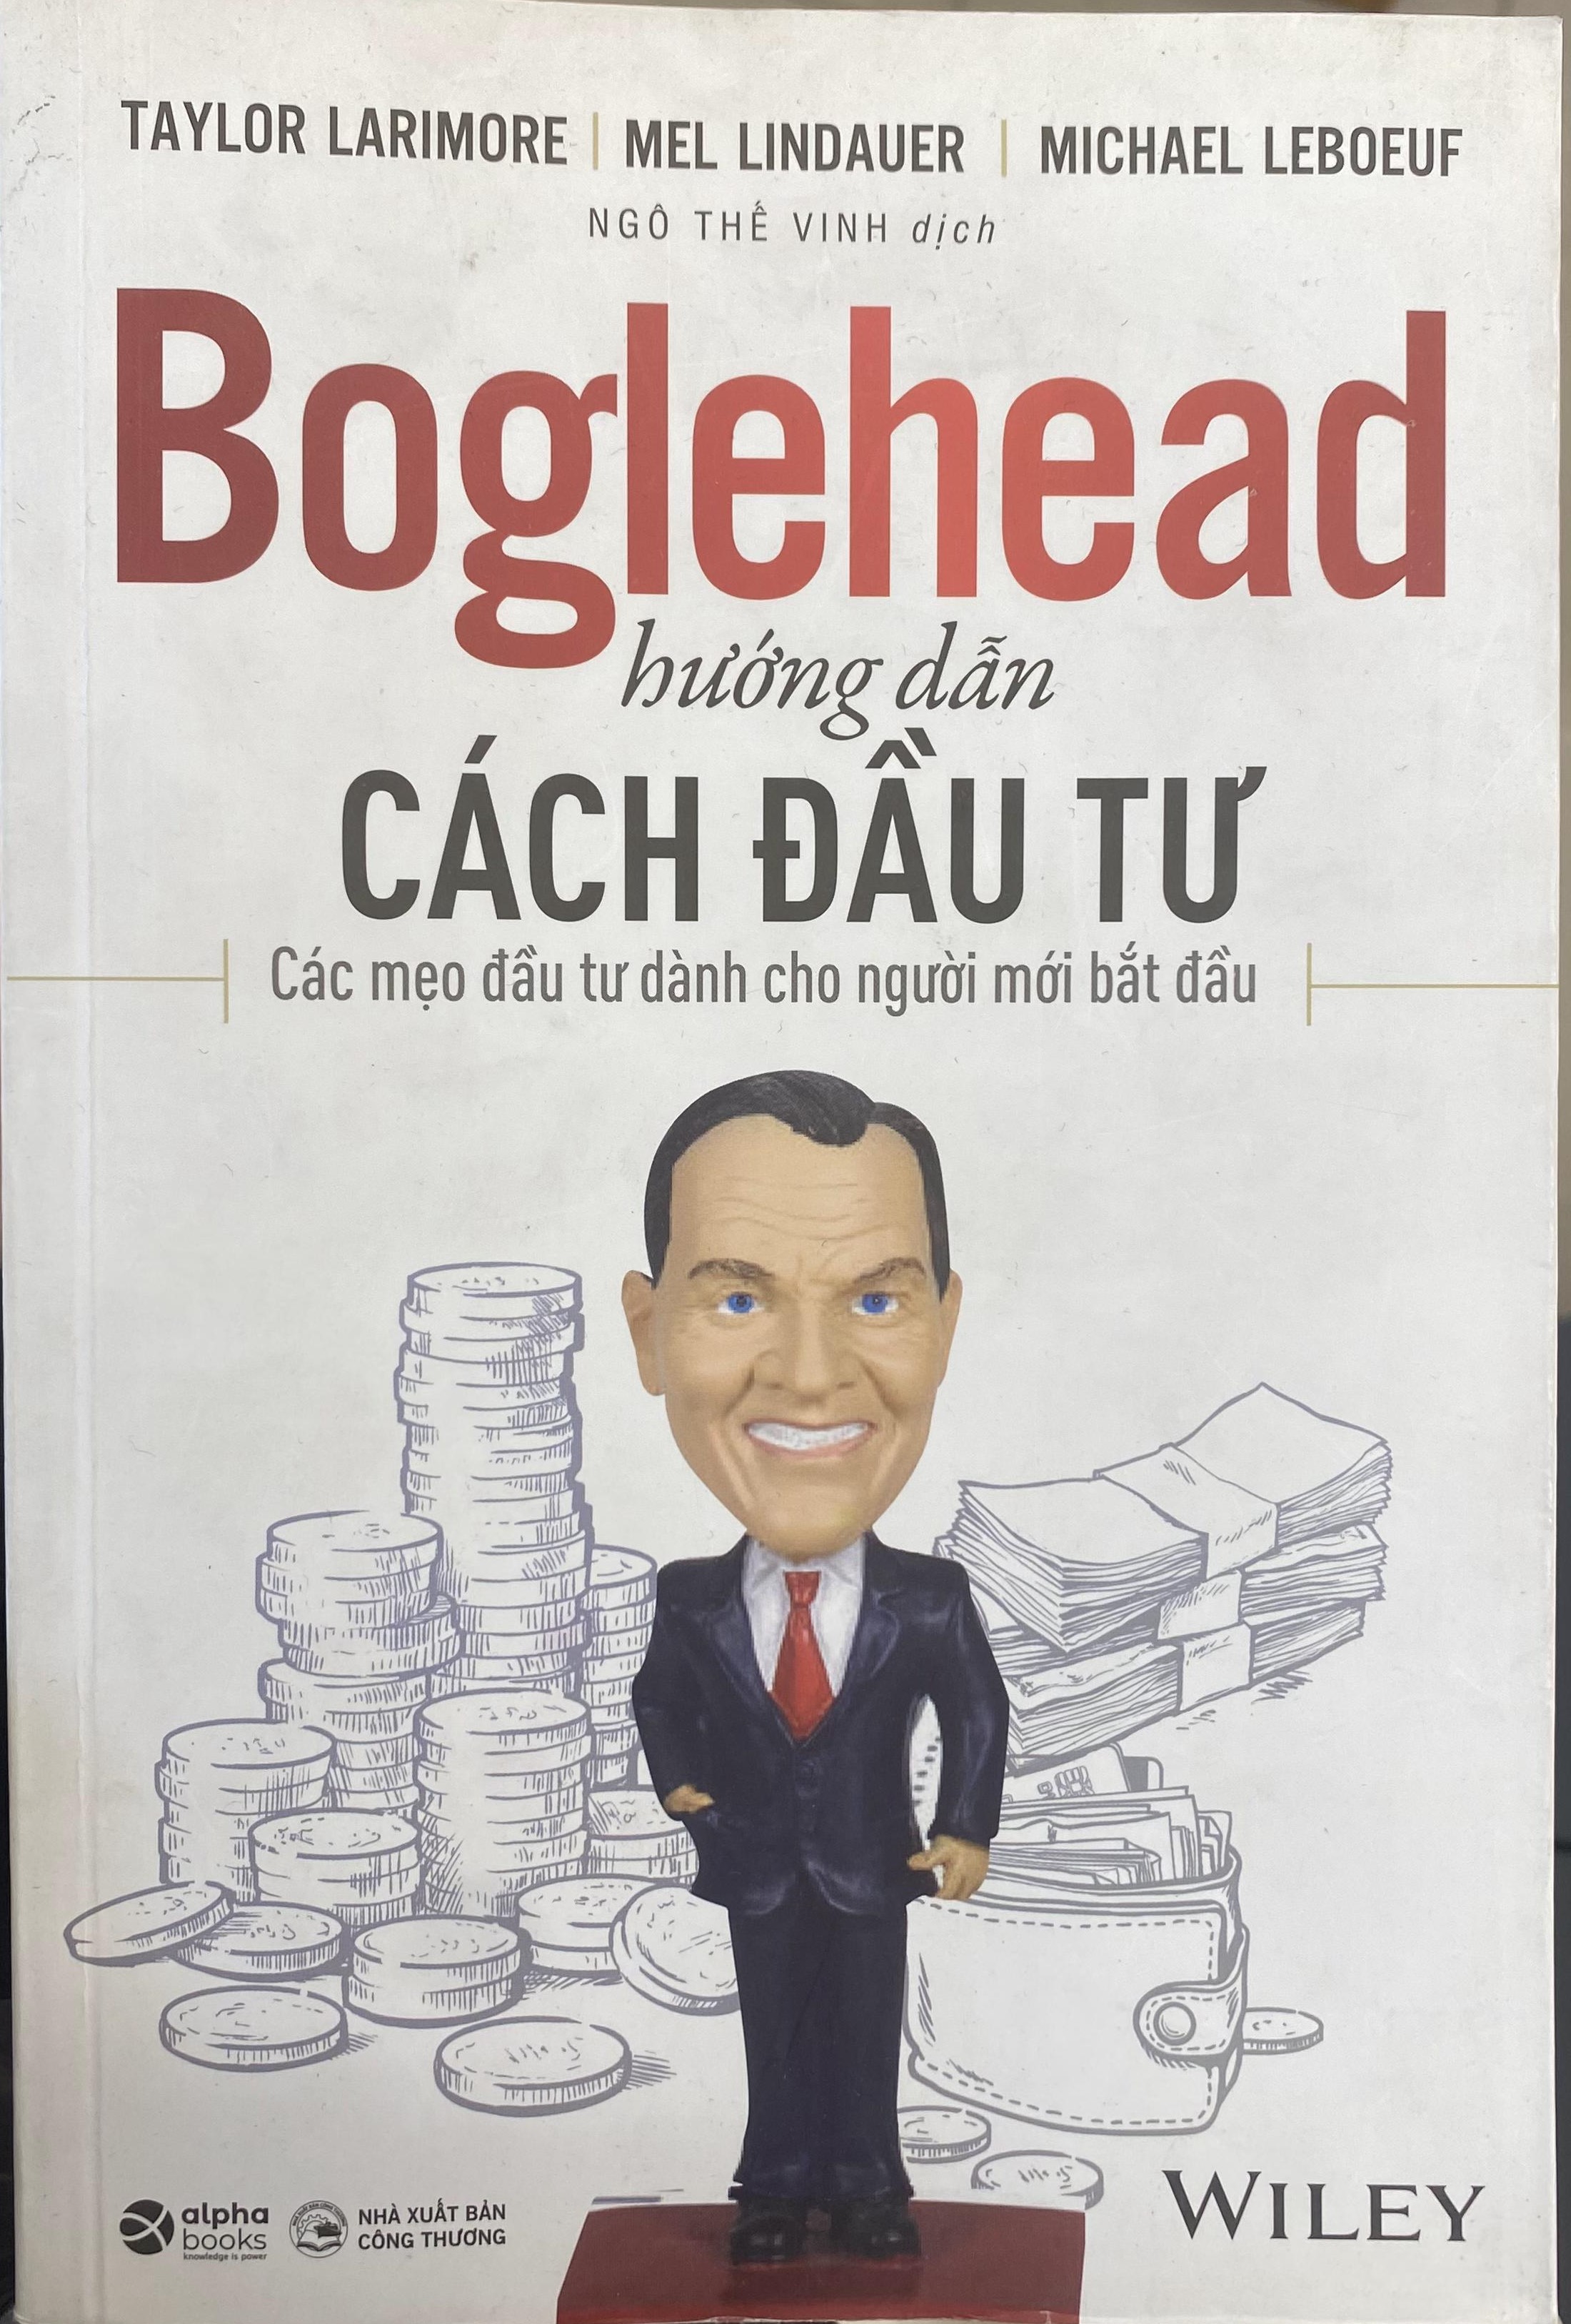 TAYLOR LARIMORE | MEL LINDAUER | MICHAEL LEBOEUF
NGÔ THẾ VINH dịch
Boglehead
hướng dẫn
CÁCH ĐẦU TƯ
Các mẹo đầu tư dành cho người mới bắt đầu
alpha
books
knowledge is power
NHÀ XUẤT BẢN
CÔNG THƯƠNG
WILEY